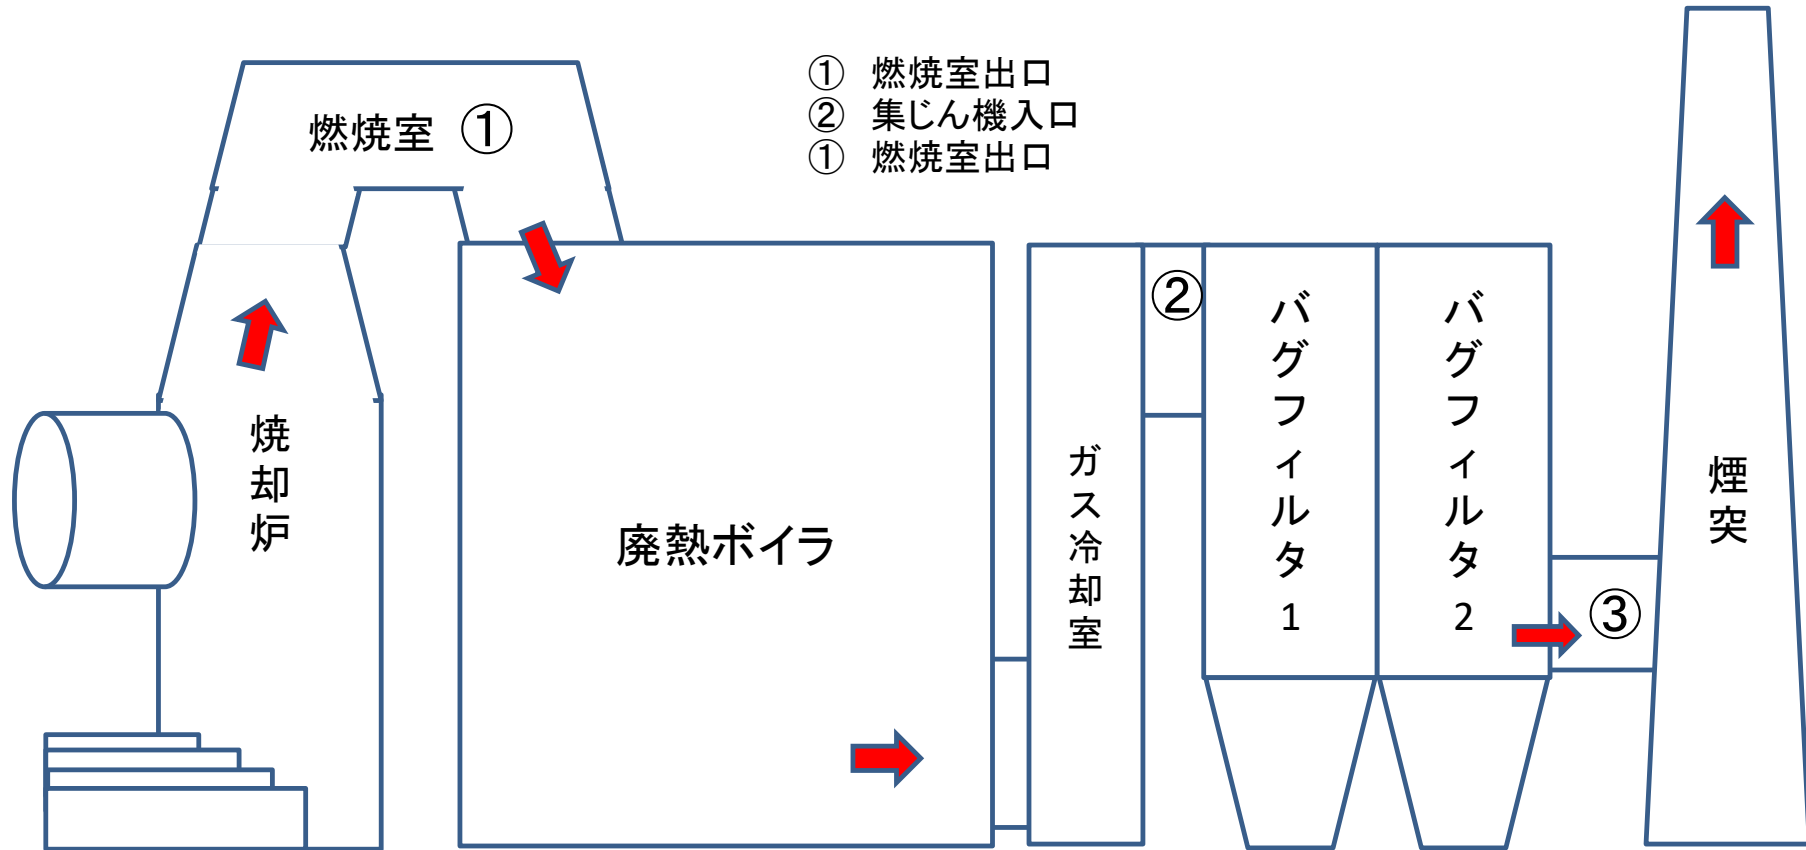 燃焼室 ①
① 燃焼室出口
② 集じん機入口
① 燃焼室出口
焼却炉
廃熱ボイラ
ガス冷却室
②
バグフィルタ1
バグフィルタ2
③
煙突